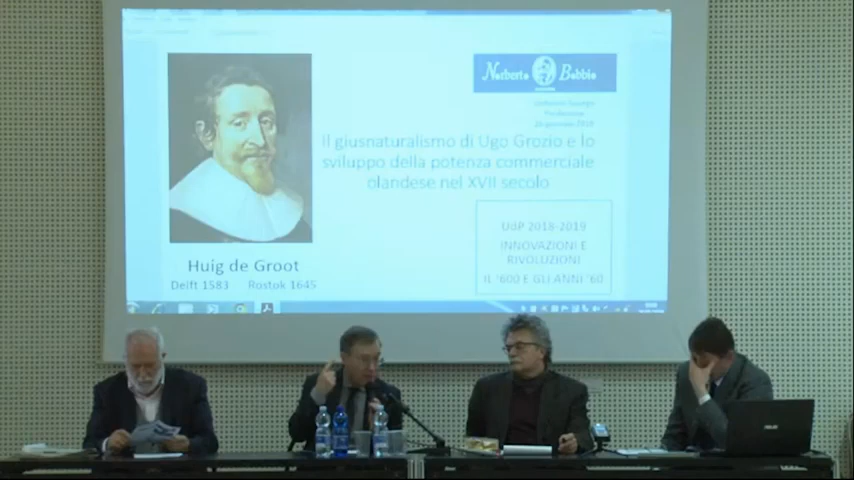 Norberto Bobbio
Il giusnaturalismo di Ugo Grozio e lo
sviluppo della potenza commerciale
olandese nel XVII secolo
UdP 2018-2019
INNOVAZIONI E
RIVOLUZIONI
IL '600 E GLI ANNI '60
Huig de Groot
Delft 1583 Rostok 1645
ASUS